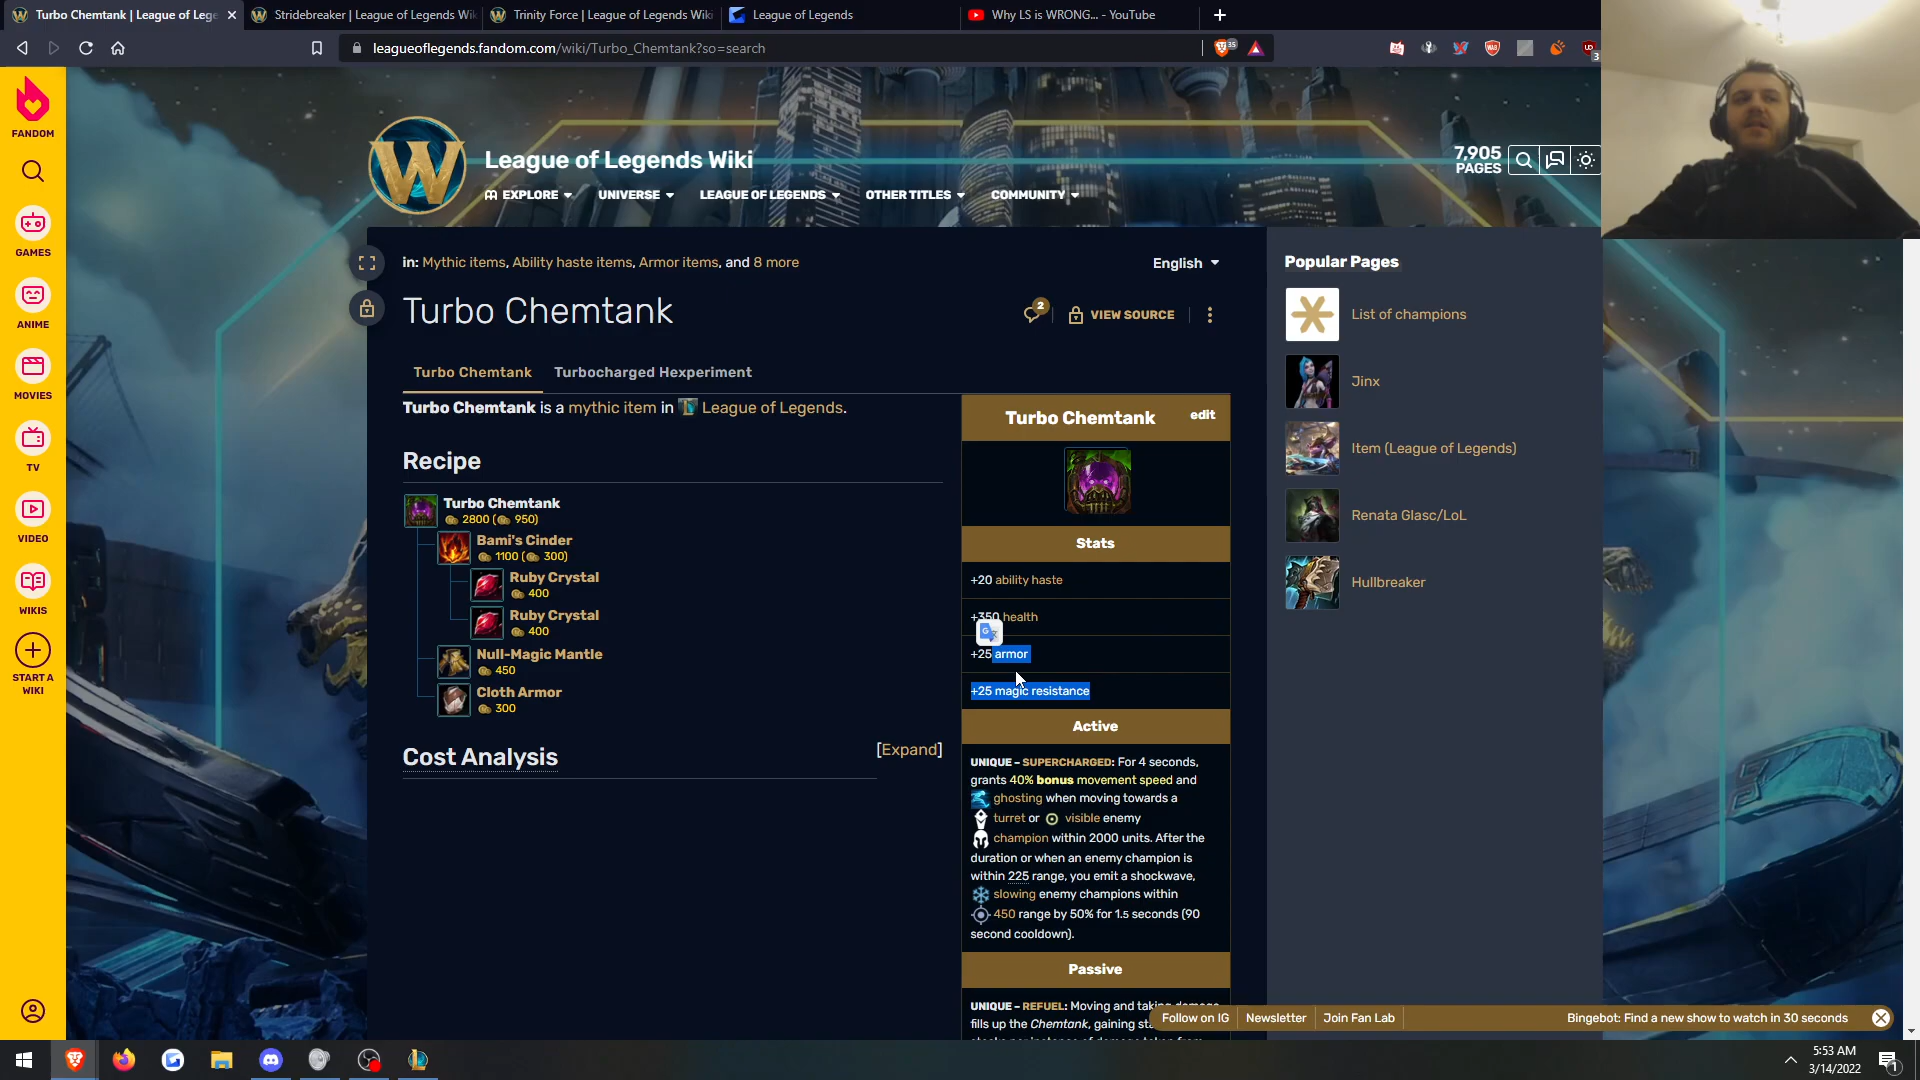 Turbo Chemtank | League of Lege
Stridebreaker | League of Legends Wik
Trinity Force | League of Legends Wiki
League of Legends
Why LS is WRONG... - YouTube
leagueoflegends.fandom.com/wiki/Turbo_Chemtank?so=search
35
UD
3
FANDOM
GAMES
ANIME
MOVIES
TV
VIDEO
WIKIS
START A
WIKI
W
League of Legends Wiki
7,905
PAGES
EXPLORE
UNIVERSE
LEAGUE OF LEGENDS
OTHER TITLES
COMMUNITY
in: Mythic items, Ability haste items, Armor items, and 8 more
English
Turbo Chemtank
2
VIEW SOURCE
Turbo Chemtank
Turbocharged Hexperiment
Turbo Chemtank is a mythic item in League of Legends.
Recipe
Turbo Chemtank
2800 ( 950)
Bami's Cinder
1100 ( 300)
Ruby Crystal
400
Ruby Crystal
400
Null-Magic Mantle
450
Cloth Armor
300
Cost Analysis
[Expand]
Turbo Chemtank
edit
Stats
+20 ability haste
+350 health
+25 armor
+25 magic resistance
Active
UNIQUE – SUPERCHARGED: For 4 seconds,
grants 40% bonus movement speed and
ghosting when moving towards a
turret or visible enemy
champion within 2000 units. After the
duration or when an enemy champion is
within 225 range, you emit a shockwave,
slowing enemy champions within
450 range by 50% for 1.5 seconds (90
second cooldown).
Passive
UNIQUE – REFUEL: Moving and taking damage
fills up the Chemtank, gaining
Popular Pages
List of champions
Jinx
Item (League of Legends)
Renata Glasc/LoL
Hullbreaker
Follow on IG
Newsletter
Join Fan Lab
Bingebot: Find a new show to watch in 30 seconds
5:53 AM
3/14/2022
1